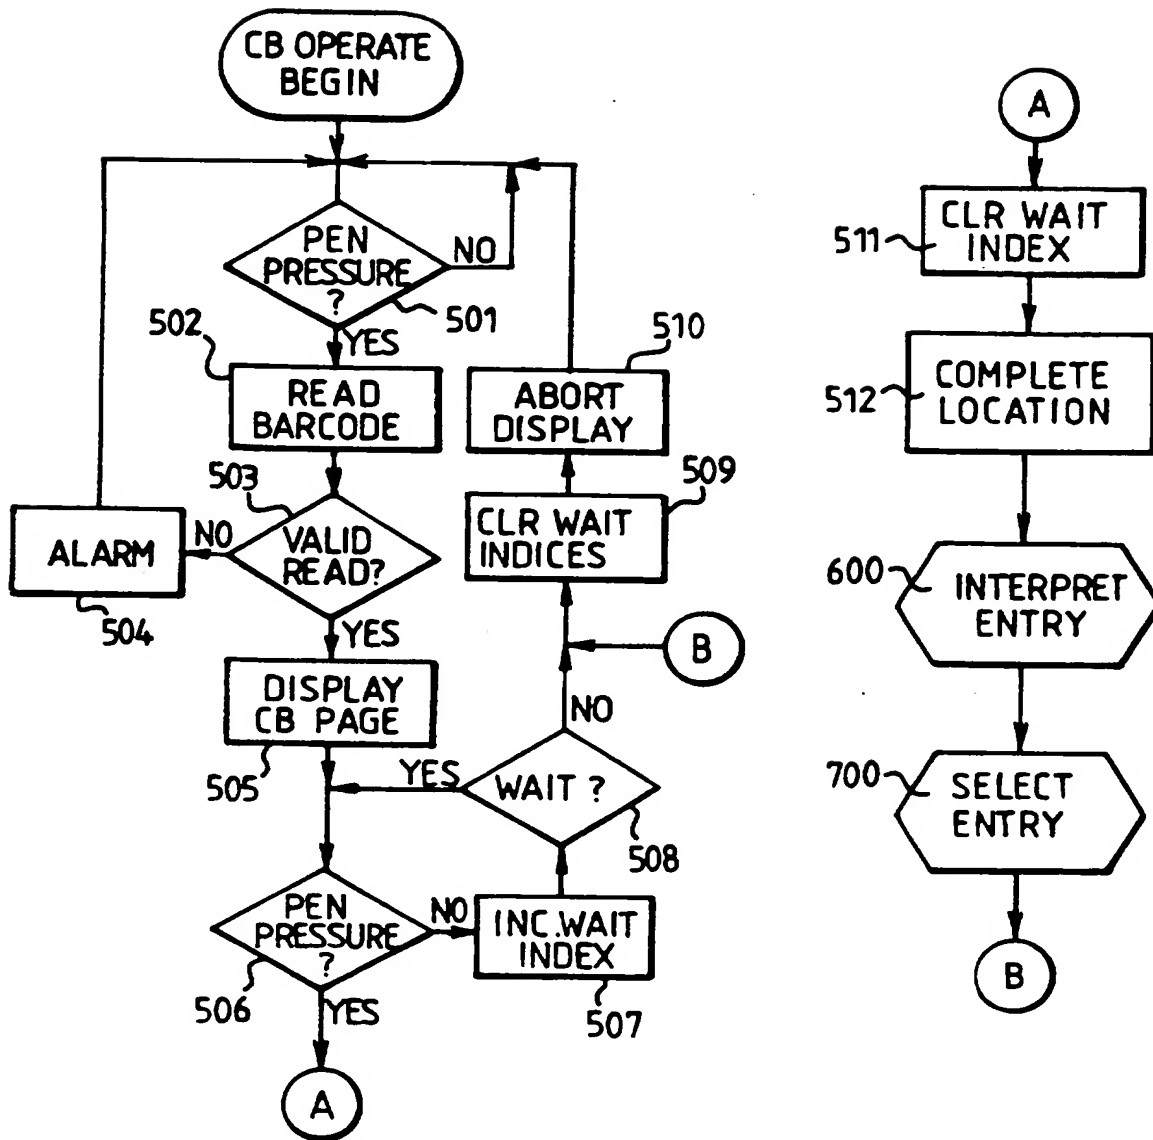 CB OPERATE
BEGIN
PEN
PRESSURE
?
NO
501
YES
502
READ
BARCODE
503
VALID
READ?
NO
ALARM
504
YES
DISPLAY
CB PAGE
505
PEN
PRESSURE
?
506
NO
YES
A
INC.WAIT
INDEX
507
WAIT ?
508
YES
NO
B
CLR WAIT
INDICES
509
ABORT
DISPLAY
510
A
CLR WAIT
INDEX
511
COMPLETE
LOCATION
512
INTERPRET
ENTRY
600
SELECT
ENTRY
700
B